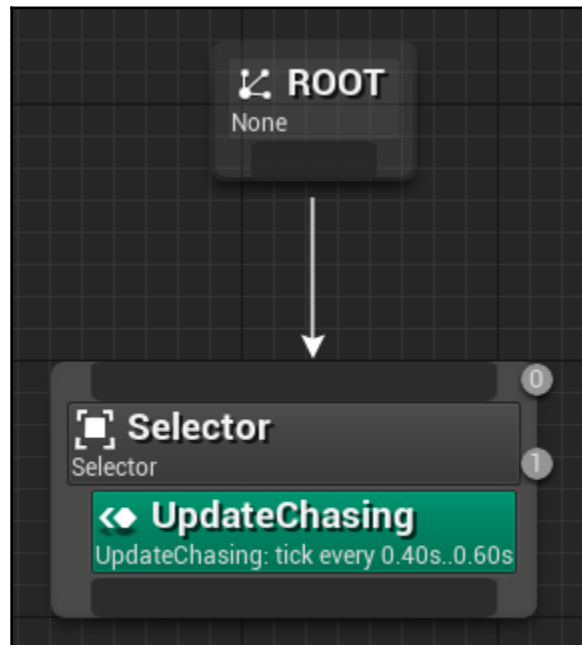 ROOT
None
0
Selector
Selector
1
UpdateChasing
UpdateChasing: tick every 0.40s..0.60s